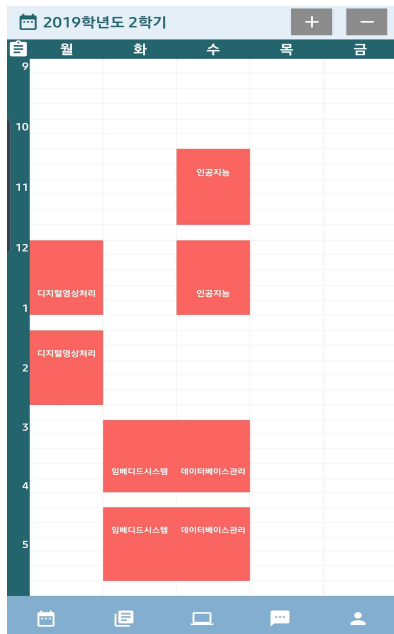 2019학년도 2학기
월 화 수 목 금
9
10
인공지능
11
12
디지털영상처리 인공지능
1
디지털영상처리
2
3
임베디드시스템 데이터베이스관리
4
임베디드시스템 데이터베이스관리
5